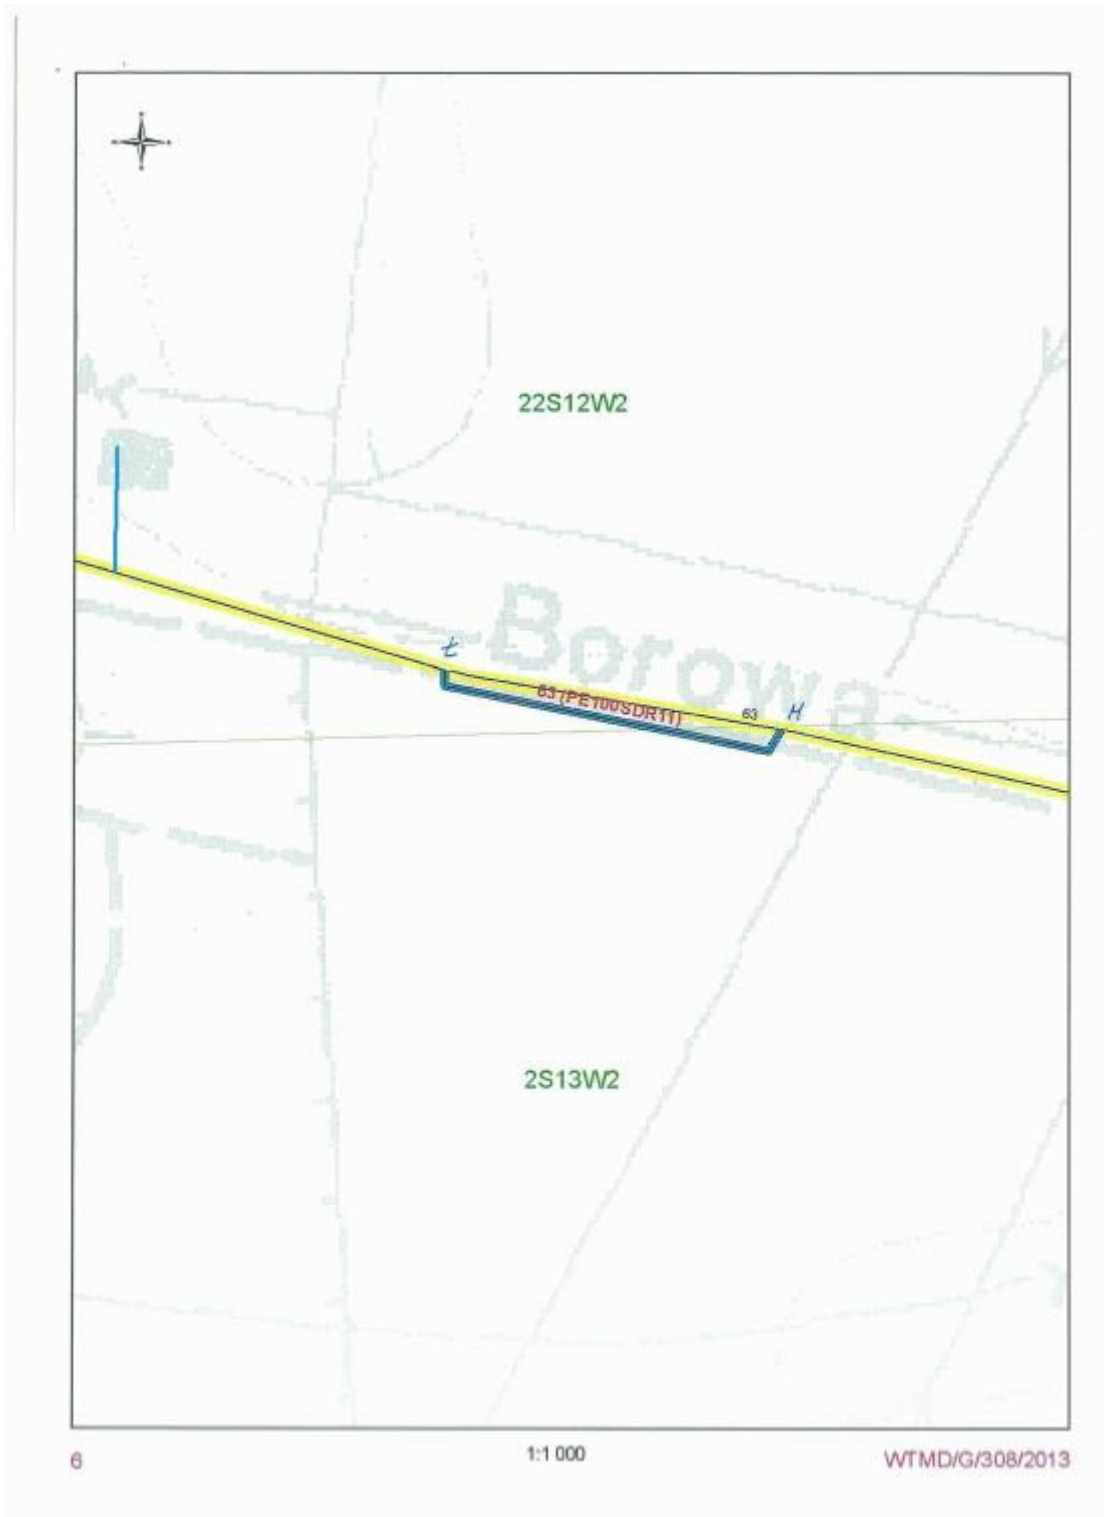 22S12W2
Borowa
Ł
63 (PE100SDR11)
63
M
2S13W2
6
1:1 000
WTMD/G/308/2013